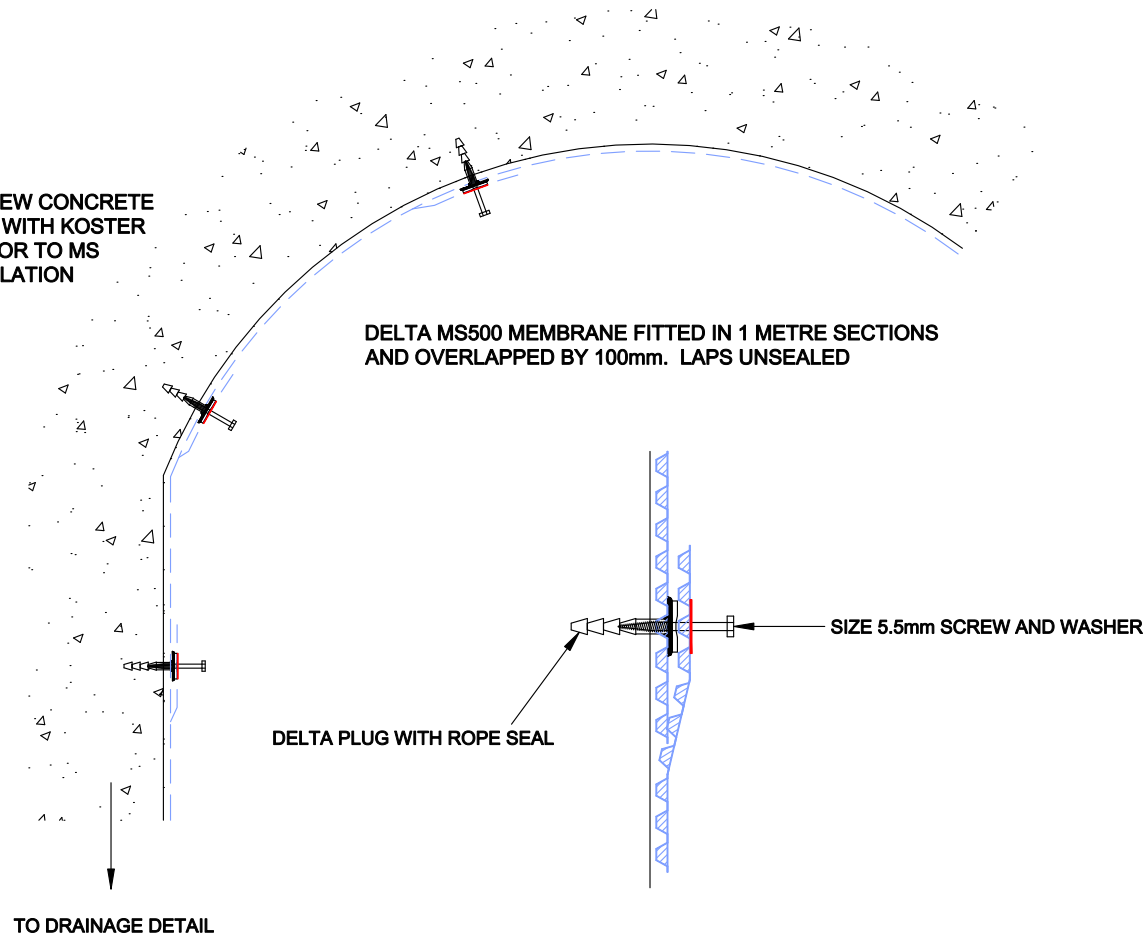 EW CONCRETE
WITH KOSTER
OR TO MS
LATION
DELTA MS500 MEMBRANE FITTED IN 1 METRE SECTIONS
AND OVERLAPPED BY 100mm. LAPS UNSEALED
SIZE 5.5mm SCREW AND WASHER
DELTA PLUG WITH ROPE SEAL
TO DRAINAGE DETAIL